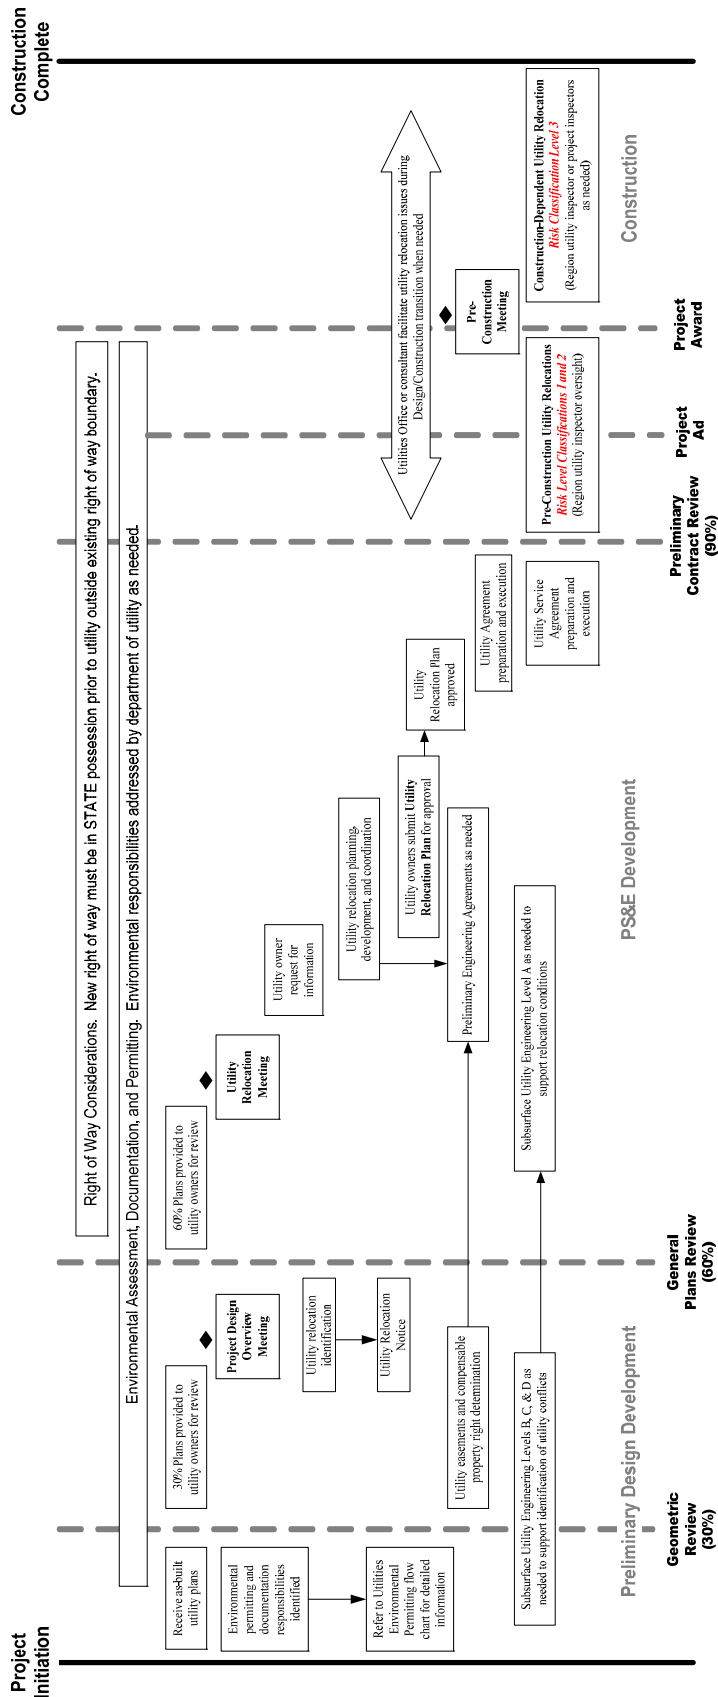 Project
Initiation
Construction
Complete
Right of Way Considerations.  New right of way must be in STATE possession prior to utility outside existing right of way boundary.
Environmental Assessment, Documentation, and Permitting.  Environmental responsibilities addressed by department of utility as needed.
Receive as-built
utility plans
30% Plans provided to
utility owners for review
60% Plans provided to
utility owners for review
Environmental
permitting and
documentation
responsibilities
identified
Project Design
Overview
Meeting
Utility
Relocation
Meeting
Utility owner
request for
information
Utility relocation
identification
Utility relocation planning,
development, and coordination
Refer to Utilities
Environmental
Permitting flow
chart for detailed
information
Utility Relocation
Notice
Utility owners submit Utility
Relocation Plan for approval
Utility
Relocation Plan
approved
Utilities Office or consultant facilitate utility relocation issues during
Design/Construction transition when needed
Utility easements and compensable
property right determination
Preliminary Engineering Agreements as needed
Utility Agreement
preparation and execution
Pre-
Construction
Meeting
Subsurface Utility Engineering Levels B, C, & D as
needed to support identification of utility conflicts
Subsurface Utility Engineering Level A as needed to
support relocation conditions
Utility Service
Agreement
preparation and
execution
Pre-Construction Utility Relocations
Risk Level Classifications 1 and 2
(Region utility inspector oversight)
Construction-Dependent Utility Relocation
Risk Classification Level 3
(Region utility inspector or project inspectors
as needed)
Preliminary Design Development
PS&E Development
Construction
Geometric
Review
(30%)
General
Plans Review
(60%)
Preliminary
Contract Review
(90%)
Project
Ad
Project
Award